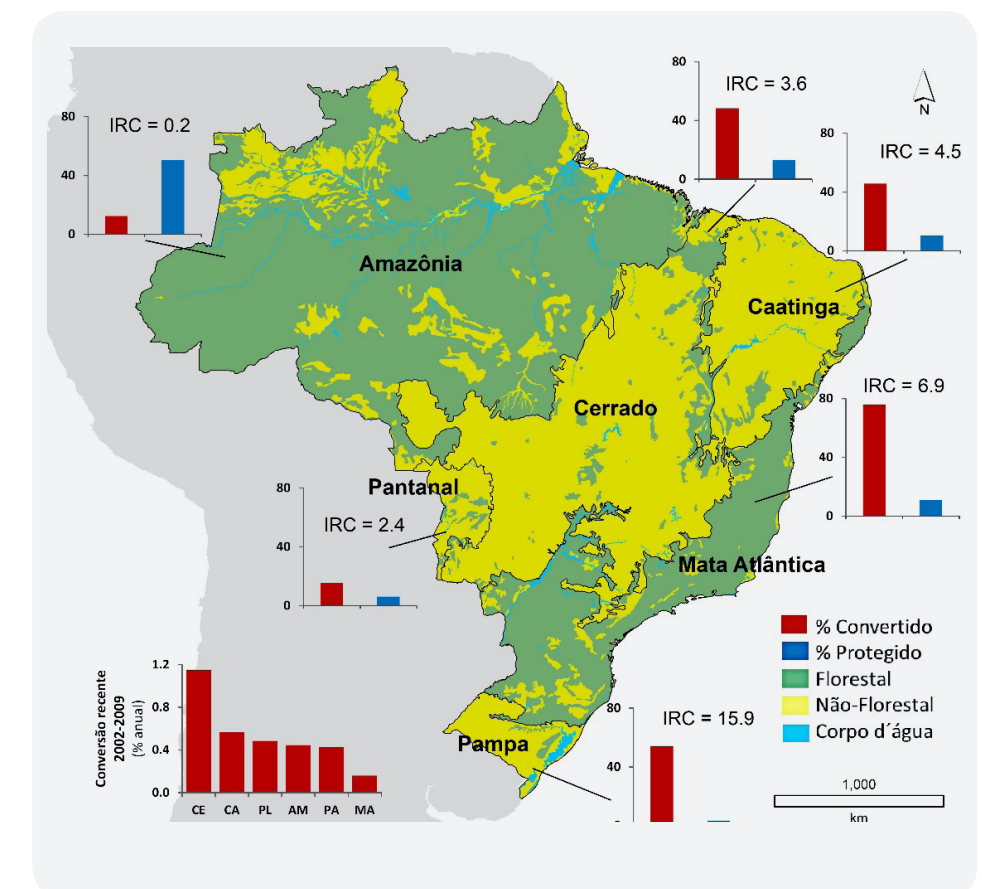 80
40
0
IRC = 0.2
80
40
0
IRC = 3.6
N
80
40
0
IRC = 4.5
Amazônia
Caatinga
Cerrado
80
40
0
IRC = 6.9
Pantanal
80
40
0
IRC = 2.4
Mata Atlântica
% Convertido
% Protegido
Florestal
Não-Florestal
Corpo d´água
Conversão recente
2002-2009
(% anual)
1.2
0.8
0.4
0.0
CE CA PL AM PA MA
Pampa
80
40
IRC = 15.9
1,000
km